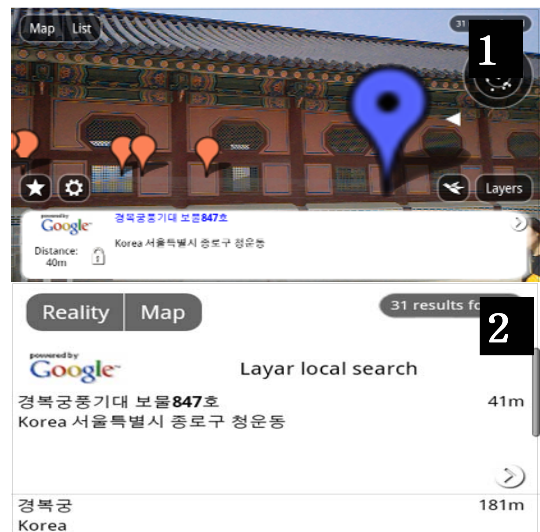 Map List
31
1
Layers
powered by
Google
경복궁풍기대 보물847호
Korea 서울특별시 종로구 청운동
Distance:
40m
Reality Map
31 results fo
2
powered by
Google
Layar local search
경복궁풍기대 보물847호
41m
Korea 서울특별시 종로구 청운동
경복궁
181m
Korea